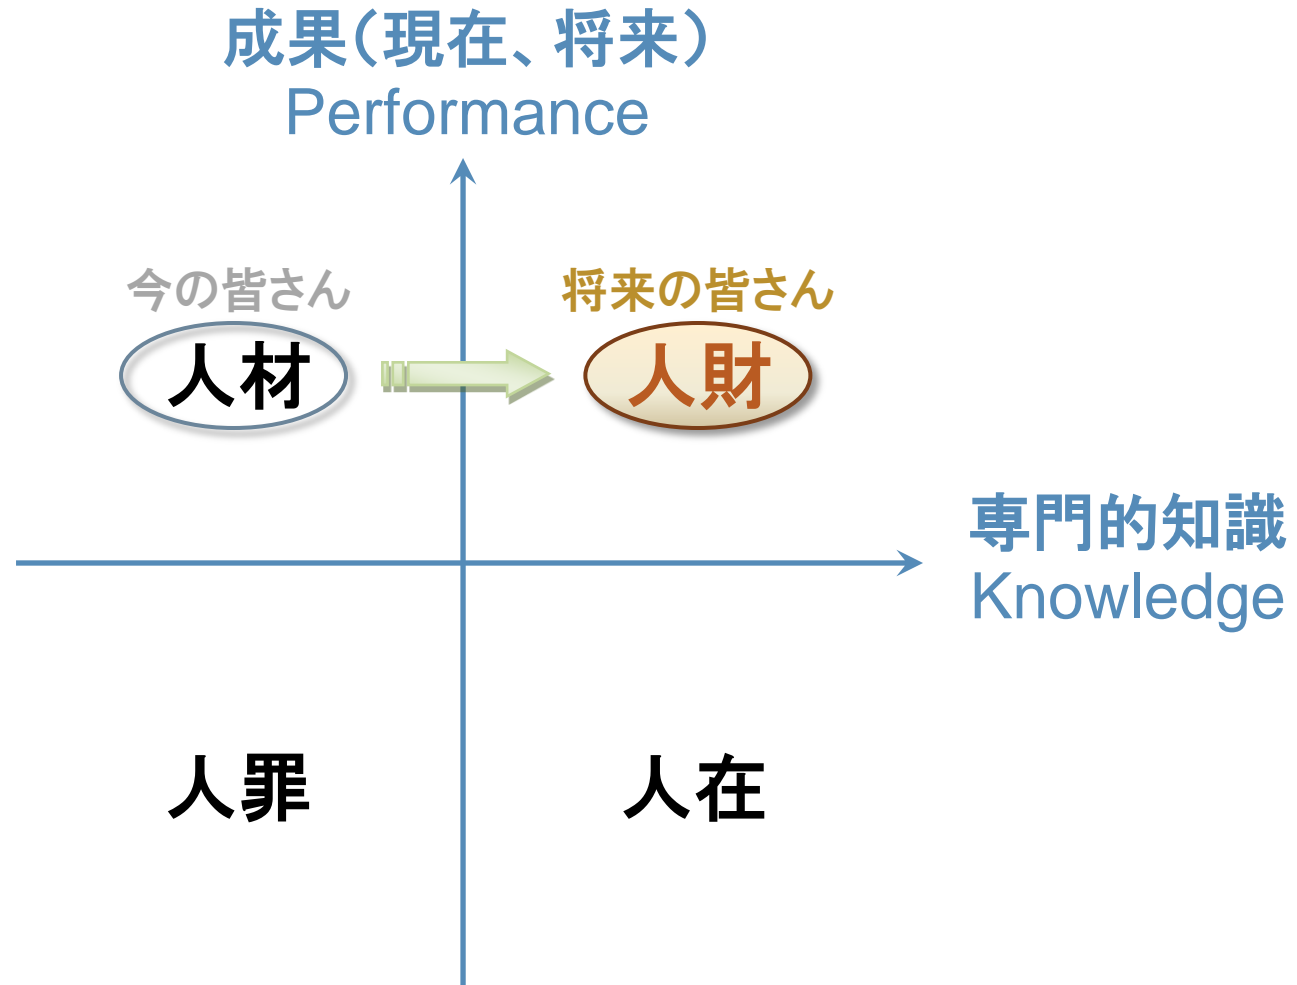 成果（現在、将来）
Performance
今の皆さん
将来の皆さん
人材
人財
専門的知識
Knowledge
人罪
人在